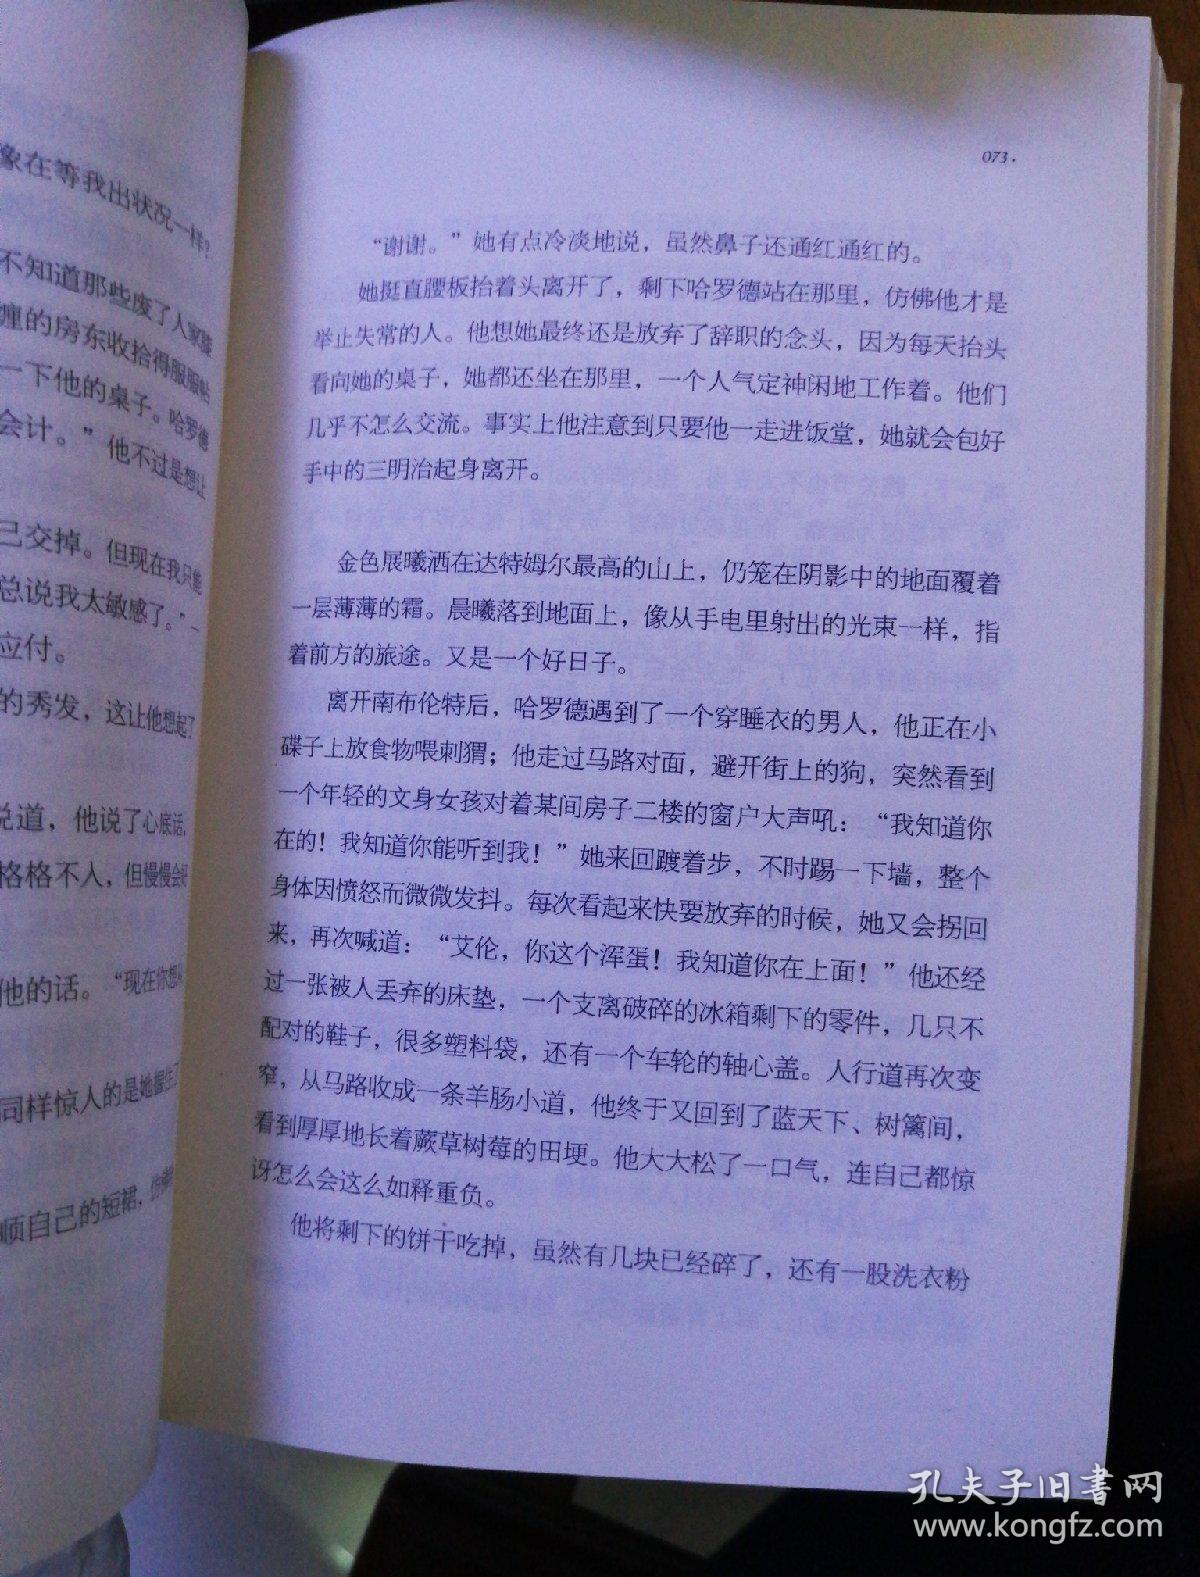 像在等我出状况一样?
不知道那些废了人家膝
的房东收拾得服服帖
一下他的桌子。哈罗德
会计。”他不过是想让
己交掉。但现在我只能
总说我太敏感了。”一
应付。
的秀发，这让他想起了
说道，他说了心底话，
格格不入，但慢慢会好
他的话。“现在你想从
同样惊人的是她握住
顺自己的短裙，仿佛
073
“谢谢。”她有点冷淡地说，虽然鼻子还通红通红的。
她挺直腰板抬着头离开了，剩下哈罗德站在那里，仿佛他才是
举止失常的人。他想她最终还是放弃了辞职的念头，因为每天抬头
看向她的桌子，她都还坐在那里，一个人气定神闲地工作着。他们
几乎不怎么交流。事实上他注意到只要他一走进饭堂，她就会包好
手中的三明治起身离开。
金色展曦洒在达特姆尔最高的山上，仍笼在阴影中的地面覆着
一层薄薄的霜。晨曦落到地面上，像从手电里射出的光束一样，指
着前方的旅途。又是一个好日子。
离开南布伦特后，哈罗德遇到了一个穿睡衣的男人，他正在小
碟子上放食物喂刺猬；他走过马路对面，避开街上的狗，突然看到
一个年轻的文身女孩对着某间房子二楼的窗户大声吼：“我知道你
在的！我知道你能听到我！”她来回踱着步，不时踢一下墙，整个
身体因愤怒而微微发抖。每次看起来快要放弃的时候，她又会拐回
来，再次喊道：“艾伦，你这个浑蛋！我知道你在上面！”他还经
过一张被人丢弃的床垫，一个支离破碎的冰箱剩下的零件，几只不
配对的鞋子，很多塑料袋，还有一个车轮的轴心盖。人行道再次变
窄，从马路收成一条羊肠小道，他终于又回到了蓝天下、树篱间，
看到厚厚地长着蕨草树莓的田埂。他大大松了一口气，连自己都惊
讶怎么会这么如释重负。
他将剩下的饼干吃掉，虽然有几块已经碎了，还有一股洗衣粉
孔夫子旧书网
www.kongfz.com